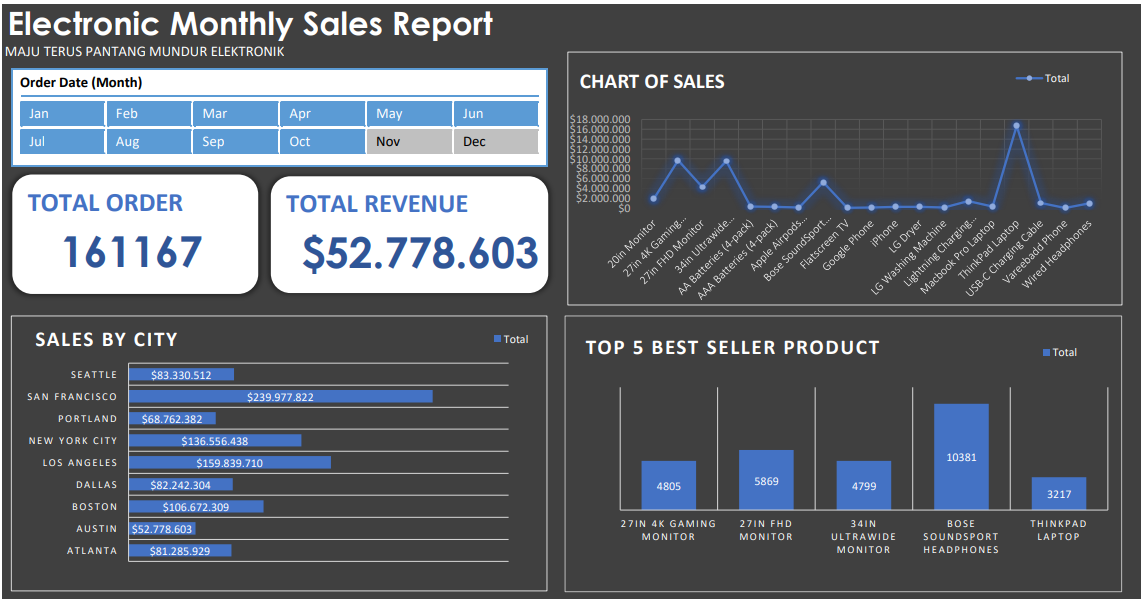 Electronic Monthly Sales Report
MAJU TERUS PANTANG MUNDUR ELEKTRONIK
Order Date (Month)
Jan Feb Mar Apr May Jun
Jul Aug Sep Oct Nov Dec
TOTAL ORDER
161167
TOTAL REVENUE
$52.778.603
CHART OF SALES
Total
$18.000.000
$16.000.000
$14.000.000
$12.000.000
$10.000.000
$8.000.000
$6.000.000
$4.000.000
$2.000.000
$0
20in Monitor
27in 4K Gaming...
27in FHD Monitor
34in Ultrawide...
AA Batteries (4-pack)
AAA Batteries (4-pack)
Apple Airpods...
Bose SoundSport...
Flatscreen TV
Google Phone
iPhone
LG Dryer
LG Washing Machine
Lightning Charging...
Macbook Pro Laptop
ThinkPad Laptop
USB-C Charging Cable
Vareebadd Phone
Wired Headphones
SALES BY CITY
Total
SEATTLE $83.330.512
SAN FRANCISCO $239.977.822
PORTLAND $68.762.382
NEW YORK CITY $136.556.438
LOS ANGELES $159.839.710
DALLAS $82.242.304
BOSTON $106.672.309
AUSTIN $52.778.603
ATLANTA $81.285.929
TOP 5 BEST SELLER PRODUCT
Total
4805
5869
4799
10381
3217
27IN 4K GAMING
MONITOR
27IN FHD
MONITOR
34IN
ULTRAWIDE
MONITOR
BOSE
SOUNDSPORT
HEADPHONES
THINKPAD
LAPTOP